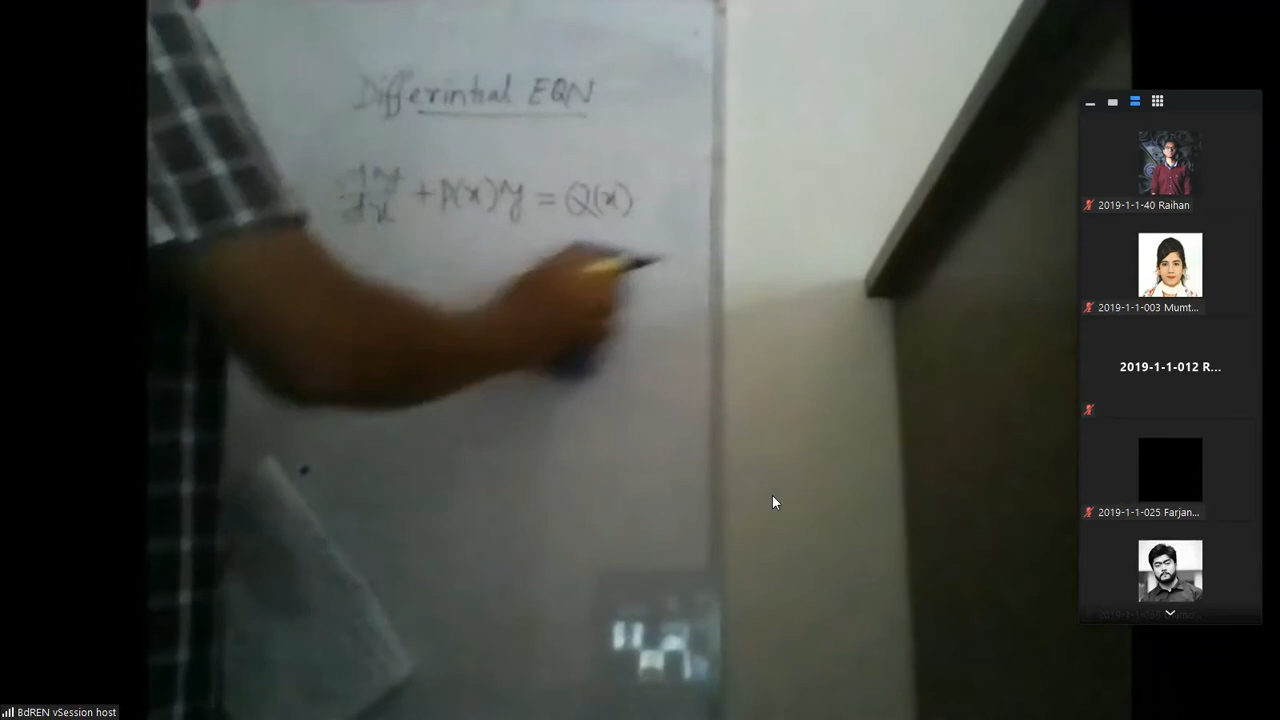 Differintial EQN
dy/dx + P(x)y = Q(x)
2019-1-1-40 Raihan
2019-1-1-003 Mumt...
2019-1-1-012 R...
2019-1-1-025 Farjan...
BdREN vSession host